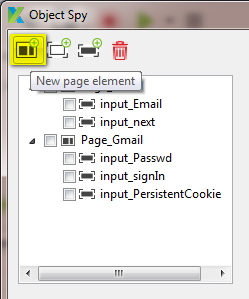 Object Spy
New page element
input_Email
input_next
Page_Gmail
input_Passwd
input_signIn
input_PersistentCookie